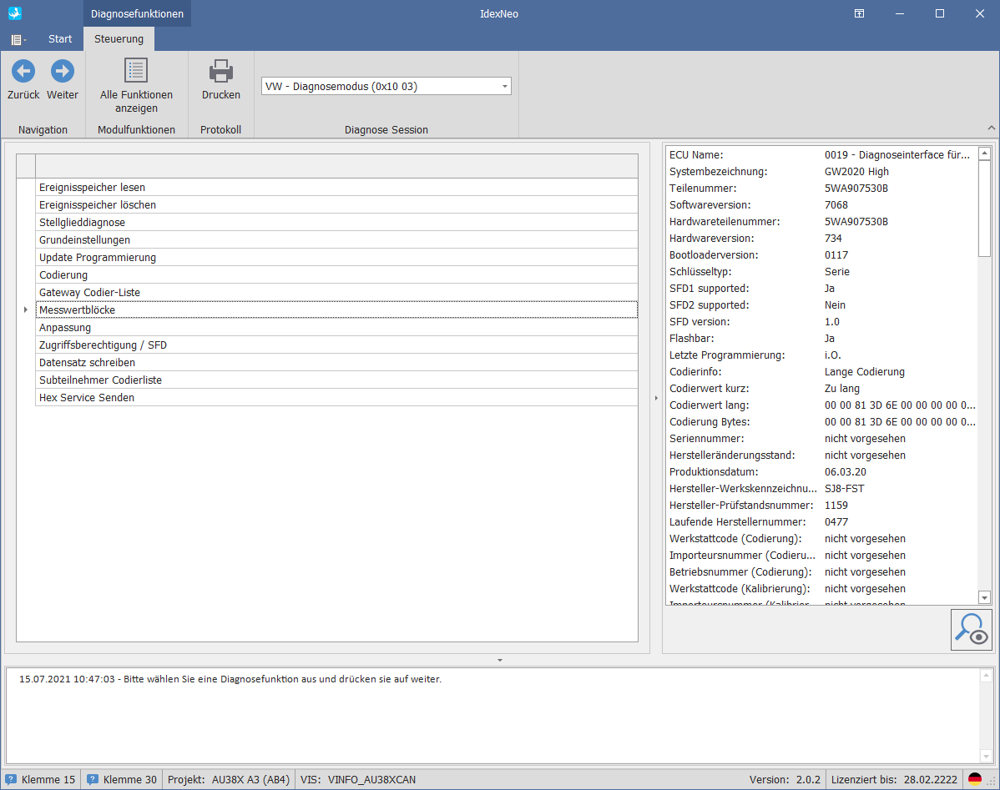 Diagnosefunktionen
IdexNeo
Start
Steuerung
Zurück
Weiter
Alle Funktionen
anzeigen
Drucken
VW - Diagnosemodus (0x10 03)
Navigation
Modulfunktionen
Protokoll
Diagnose Session
Ereignisspeicher lesen
Ereignisspeicher löschen
Stellglieddiagnose
Grundeinstellungen
Update Programmierung
Codierung
Gateway Codier-Liste
Messwertblöcke
Anpassung
Zugriffsberechtigung / SFD
Datensatz schreiben
Subteilnehmer Codierliste
Hex Service Senden
ECU Name: 0019 - Diagnoseinterface für...
Systembezeichnung: GW2020 High
Teilenummer: 5WA907530B
Softwareversion: 7068
Hardwareteilenummer: 5WA907530B
Hardwareversion: 734
Bootloaderversion: 0117
Schlüsseltyp: Serie
SFD1 supported: Ja
SFD2 supported: Nein
SFD version: 1.0
Flashbar: Ja
Letzte Programmierung: i.O.
Codierinfo: Lange Codierung
Codierwert kurz: Zu lang
Codierwert lang: 00 00 81 3D 6E 00 00 00 00 0...
Codierung Bytes: 00 00 81 3D 6E 00 00 00 00 0...
Seriennummer: nicht vorgesehen
Herstelleränderungsstand: nicht vorgesehen
Produktionsdatum: 06.03.20
Hersteller-Werkskennzeichnu... SJ8-FST
Hersteller-Prüfstandsnummer: 1159
Laufende Herstellernummer: 0477
Werkstattcode (Codierung): nicht vorgesehen
Importeursnummer (Codieru... nicht vorgesehen
Betriebsnummer (Codierung): nicht vorgesehen
Werkstattcode (Kalibrierung): nicht vorgesehen
Importeursnummer (Kalibrier... nicht vorgesehen
15.07.2021 10:47:03 - Bitte wählen Sie eine Diagnosefunktion aus und drücken sie auf weiter.
Klemme 15
Klemme 30
Projekt: AU38X A3 (AB4)
VIS: VINFO_AU38XCAN
Version: 2.0.2
Lizenziert bis: 28.02.2222